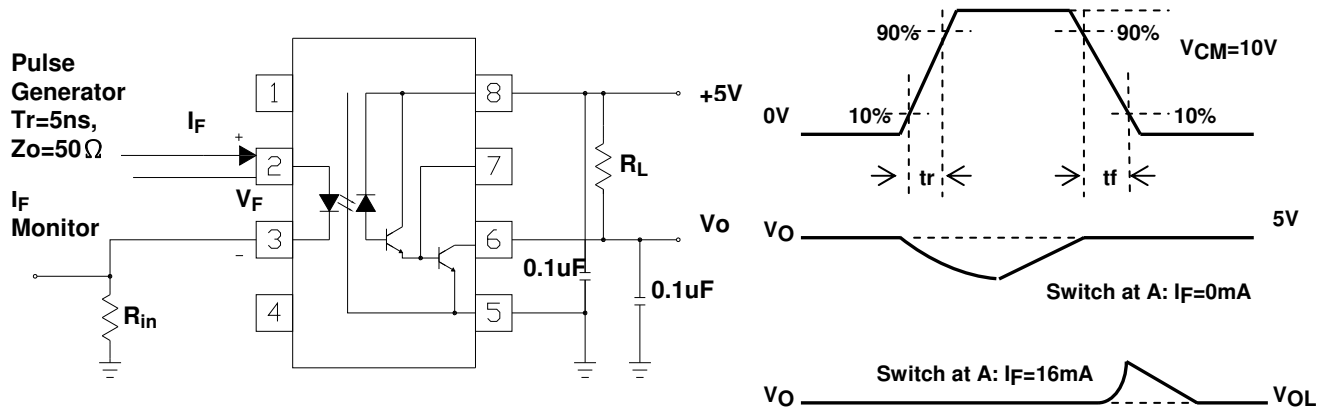 Pulse
Generator
Tr=5ns,
Zo=50Ω
IF
+
VF
IF
Monitor
-
Rin
1
2
3
4
8
7
6
5
+5V
RL
Vo
0.1uF
0.1uF
90%
90%
VCM=10V
0V
10%
10%
tr
tf
VO
5V
Switch at A: IF=0mA
Switch at A: IF=16mA
VO
VOL